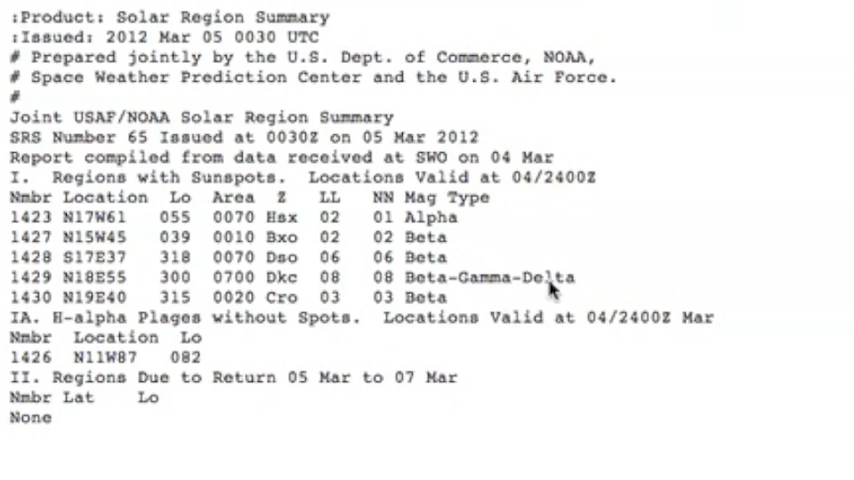 :Product: Solar Region Summary
:Issued: 2012 Mar 05 0030 UTC
# Prepared jointly by the U.S. Dept. of Commerce, NOAA,
# Space Weather Prediction Center and the U.S. Air Force.
#
Joint USAF/NOAA Solar Region Summary
SRS Number 65 Issued at 0030Z on 05 Mar 2012
Report compiled from data received at SWO on 04 Mar
I.  Regions with Sunspots.  Locations Valid at 04/2400Z
Nmbr Location  Lo  Area  Z   LL   NN Mag Type
1423 N17W61   055  0070 Hsx  02   01 Alpha
1427 N15W45   039  0010 Bxo  02   02 Beta
1428 S17E37   318  0070 Dso  06   06 Beta
1429 N18E55   300  0700 Dkc  08   08 Beta-Gamma-Delta
1430 N19E40   315  0020 Cro  03   03 Beta
IA. H-alpha Plages without Spots.  Locations Valid at 04/2400Z Mar
Nmbr  Location  Lo
1426  N11W87   082
II. Regions Due to Return 05 Mar to 07 Mar
Nmbr Lat    Lo
None